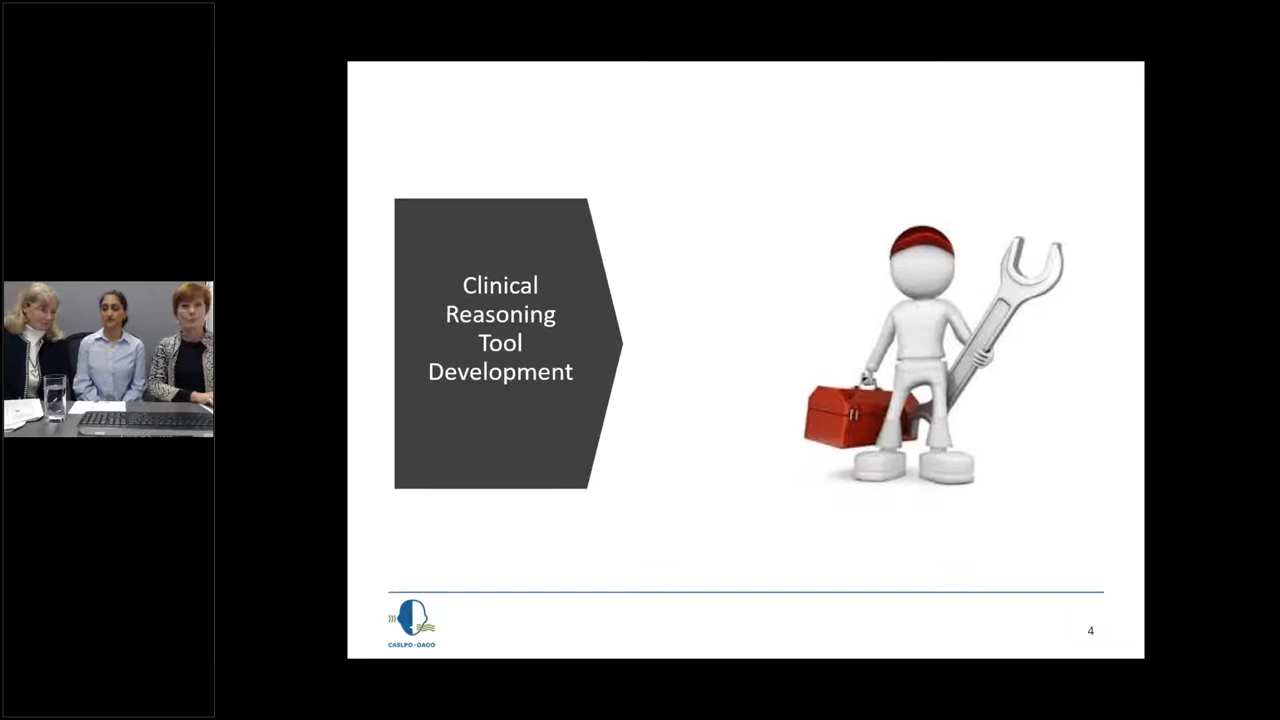 Clinical
Reasoning
Tool
Development
CASLPO•OAOO
4